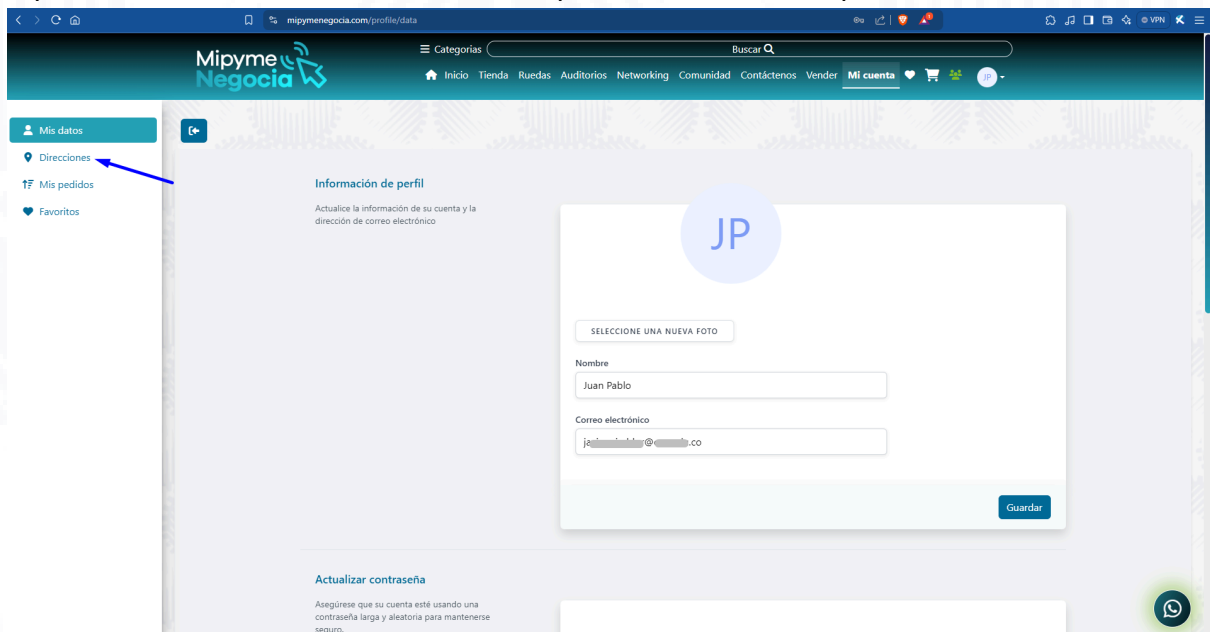 mipymenegocia.com/profile/data
VPN
Mipyme
Negocia
Categorias
Buscar
Inicio Tienda Ruedas Auditorios Networking Comunidad Contáctenos Vender Mi cuenta JP
Mis datos
Direcciones
Mis pedidos
Favoritos
Información de perfil
Actualice la información de su cuenta y la
dirección de correo electrónico
JP
SELECCIONE UNA NUEVA FOTO
Nombre
Juan Pablo
Correo electrónico
.co
Guardar
Actualizar contraseña
Asegúrese que su cuenta esté usando una
contraseña larga y aleatoria para mantenerse
seguro.